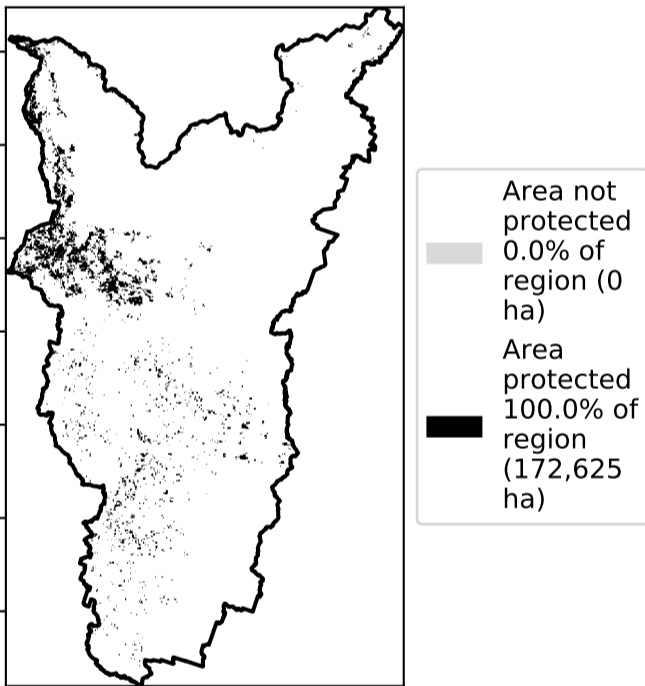 Area not
protected
0.0% of
region (0
ha)
Area
protected
100.0% of
region
(172,625
ha)